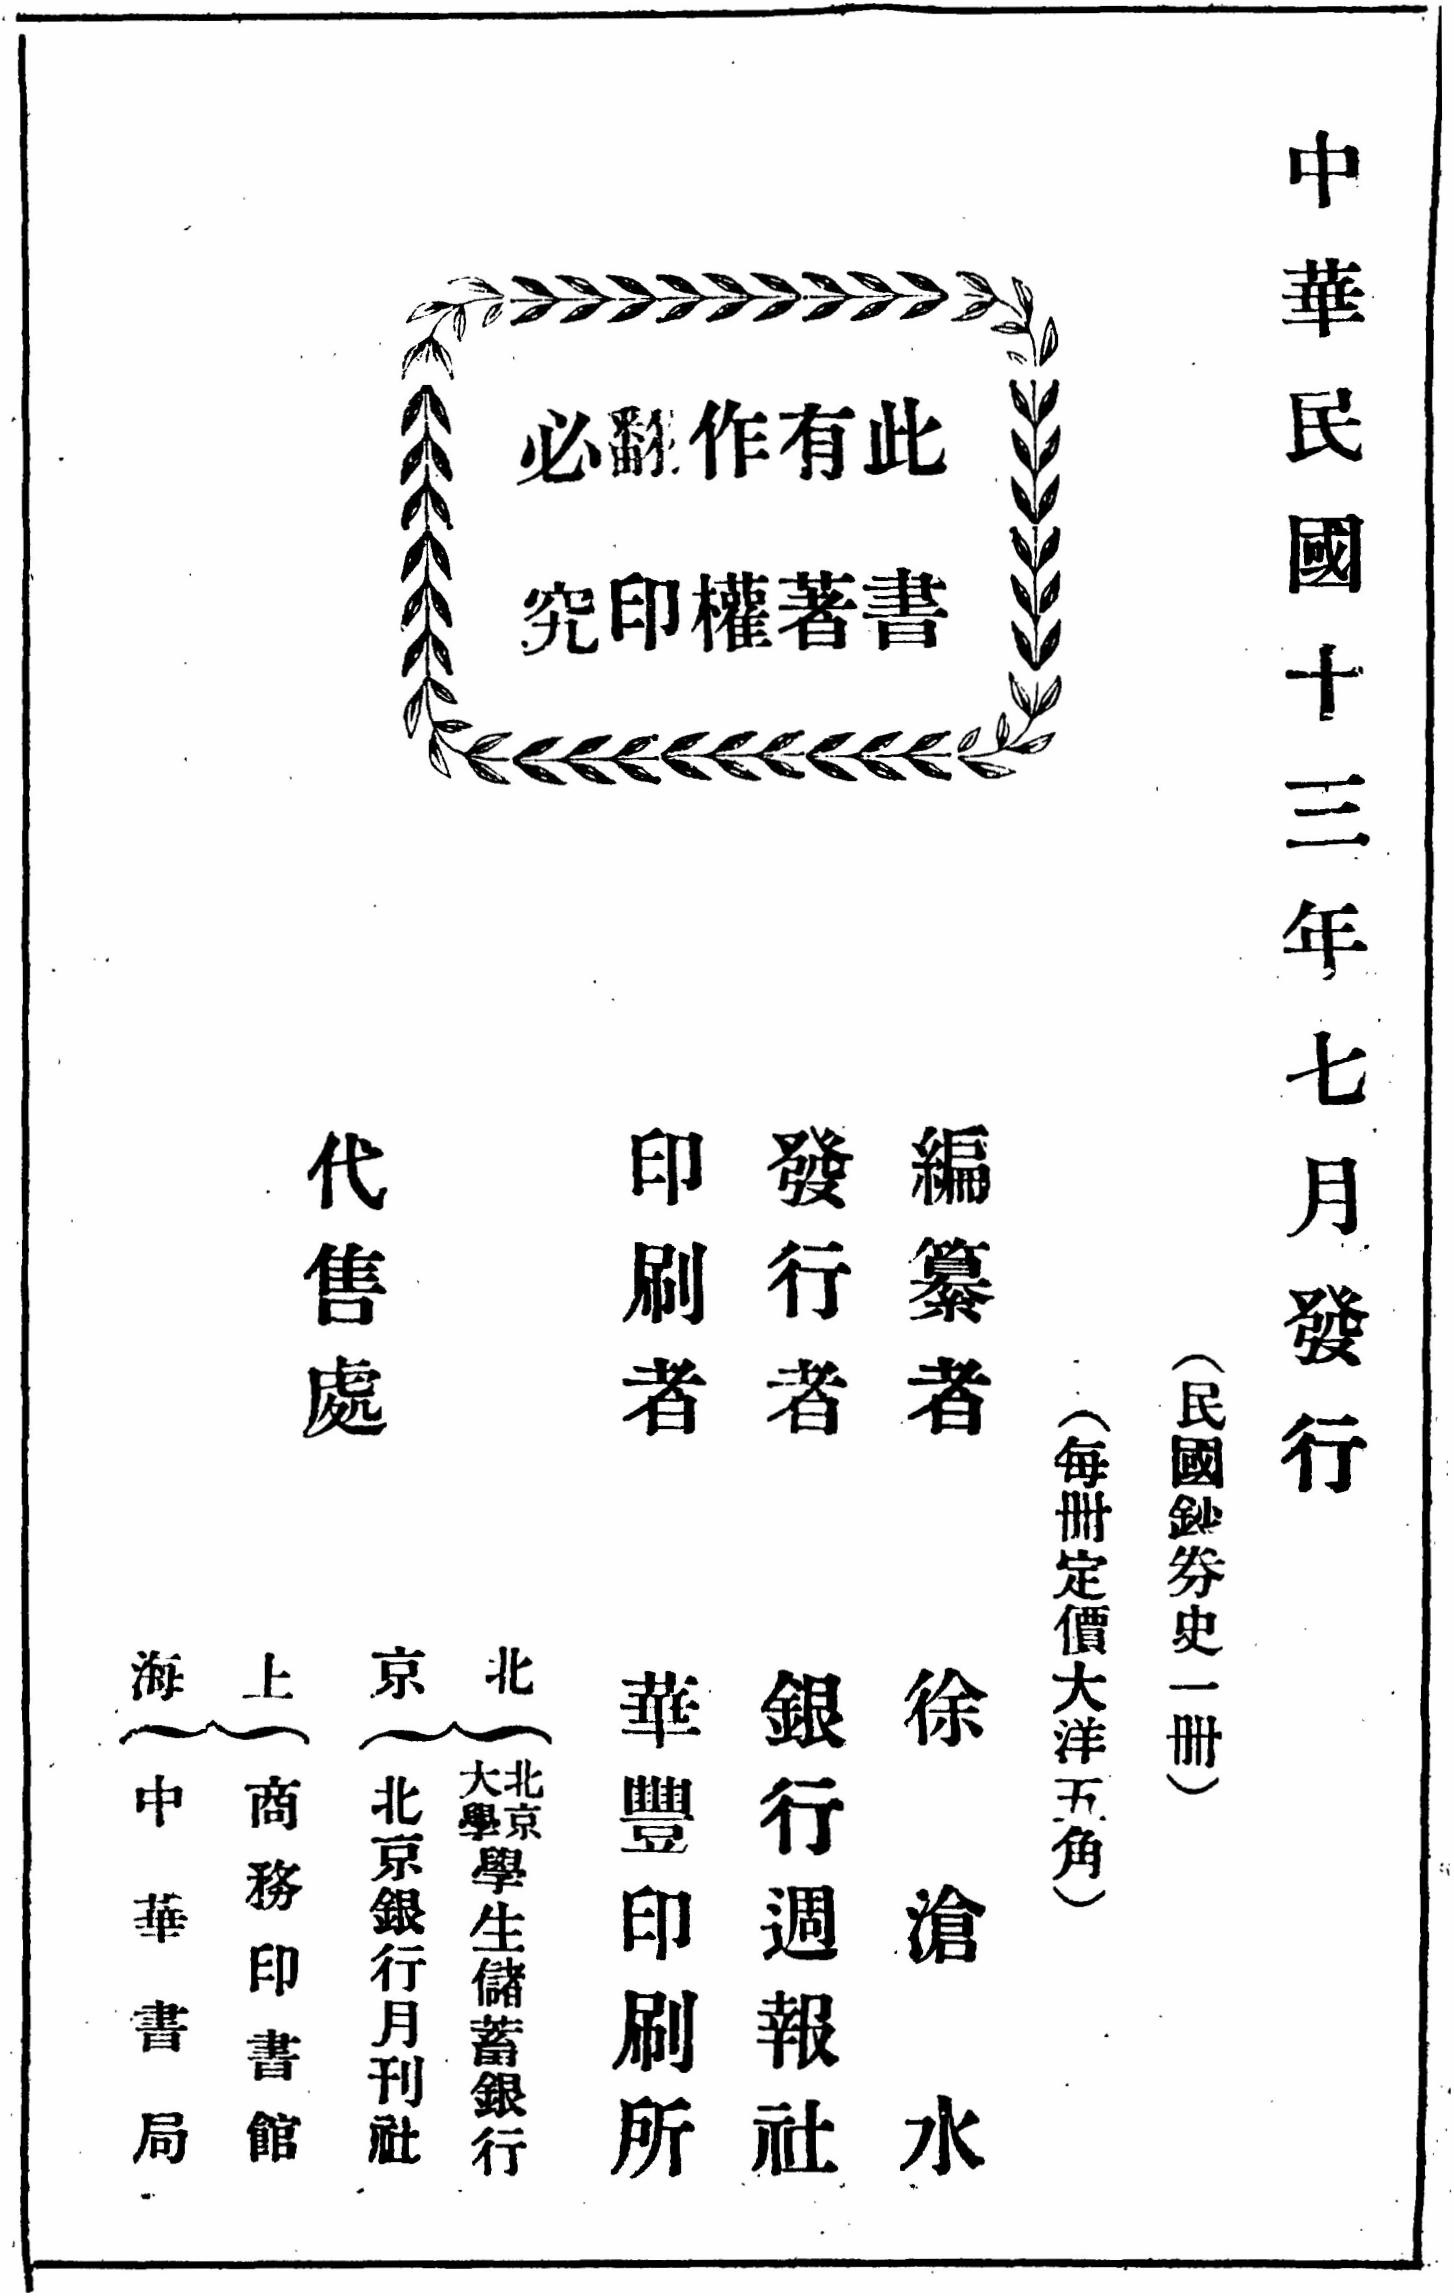 中華民國十三年七月發行
(民國鈔券史一冊)
(每冊定價大洋五角)
此書
有著
作權
翻印
必究
編纂者 徐滄水
發行者 銀行週報社
印刷者 華豐印刷所
代售處
北京
北京大學學生儲蓄銀行
北京銀行月刊社
上海
商務印書館
中華書局